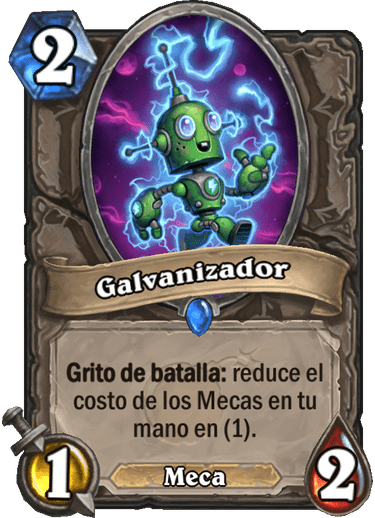 2
Galvanizador
Grito de batalla: reduce el
costo de los Mecas en tu
mano en (1).
1
Meca
2